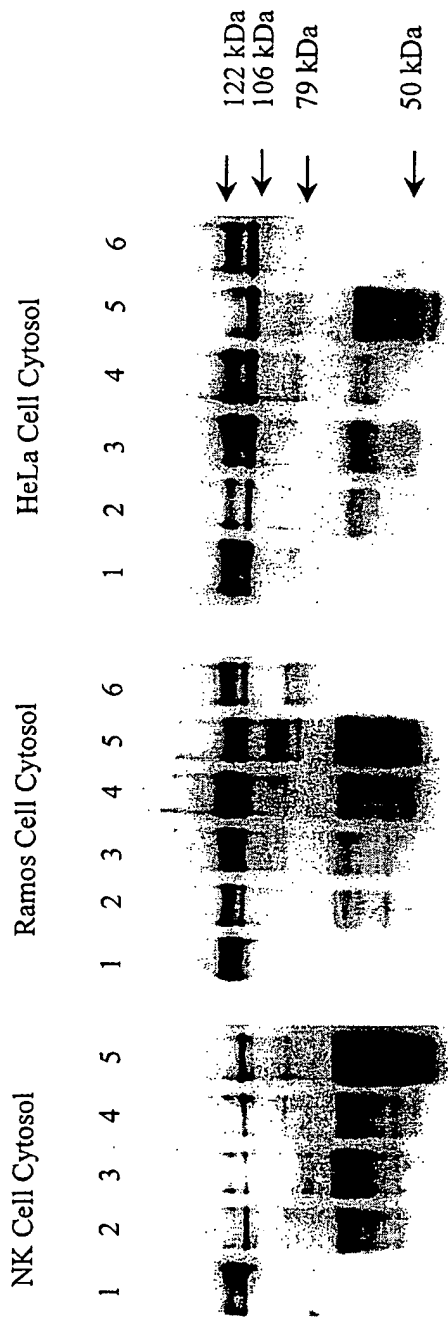 NK Cell Cytosol
1 2 3 4 5
Ramos Cell Cytosol
1 2 3 4 5 6
HeLa Cell Cytosol
1 2 3 4 5 6
122 kDa
106 kDa
79 kDa
50 kDa